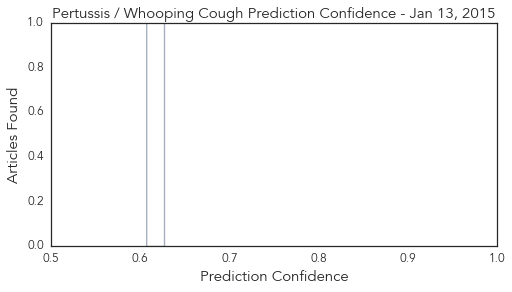 Pertussis / Whooping Cough Prediction Confidence - Jan 13, 2015
1.0
0.8
0.6
0.4
0.2
0.0
Articles Found
0.5 0.6 0.7 0.8 0.9 1.0
Prediction Confidence